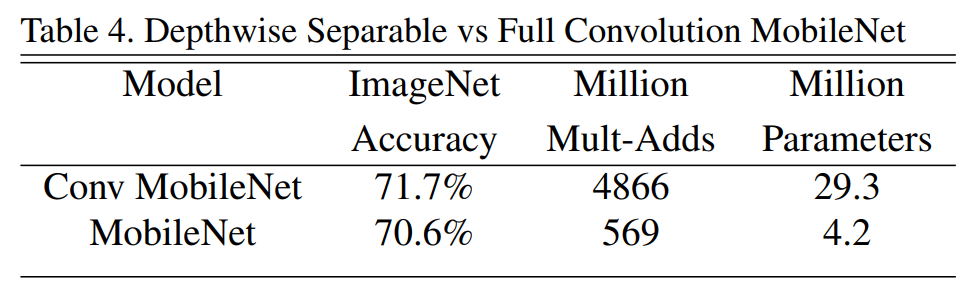 Table 4. Depthwise Separable vs Full Convolution MobileNet
Model ImageNet Million Million
Accuracy Mult-Adds Parameters
Conv MobileNet 71.7% 4866 29.3
MobileNet 70.6% 569 4.2